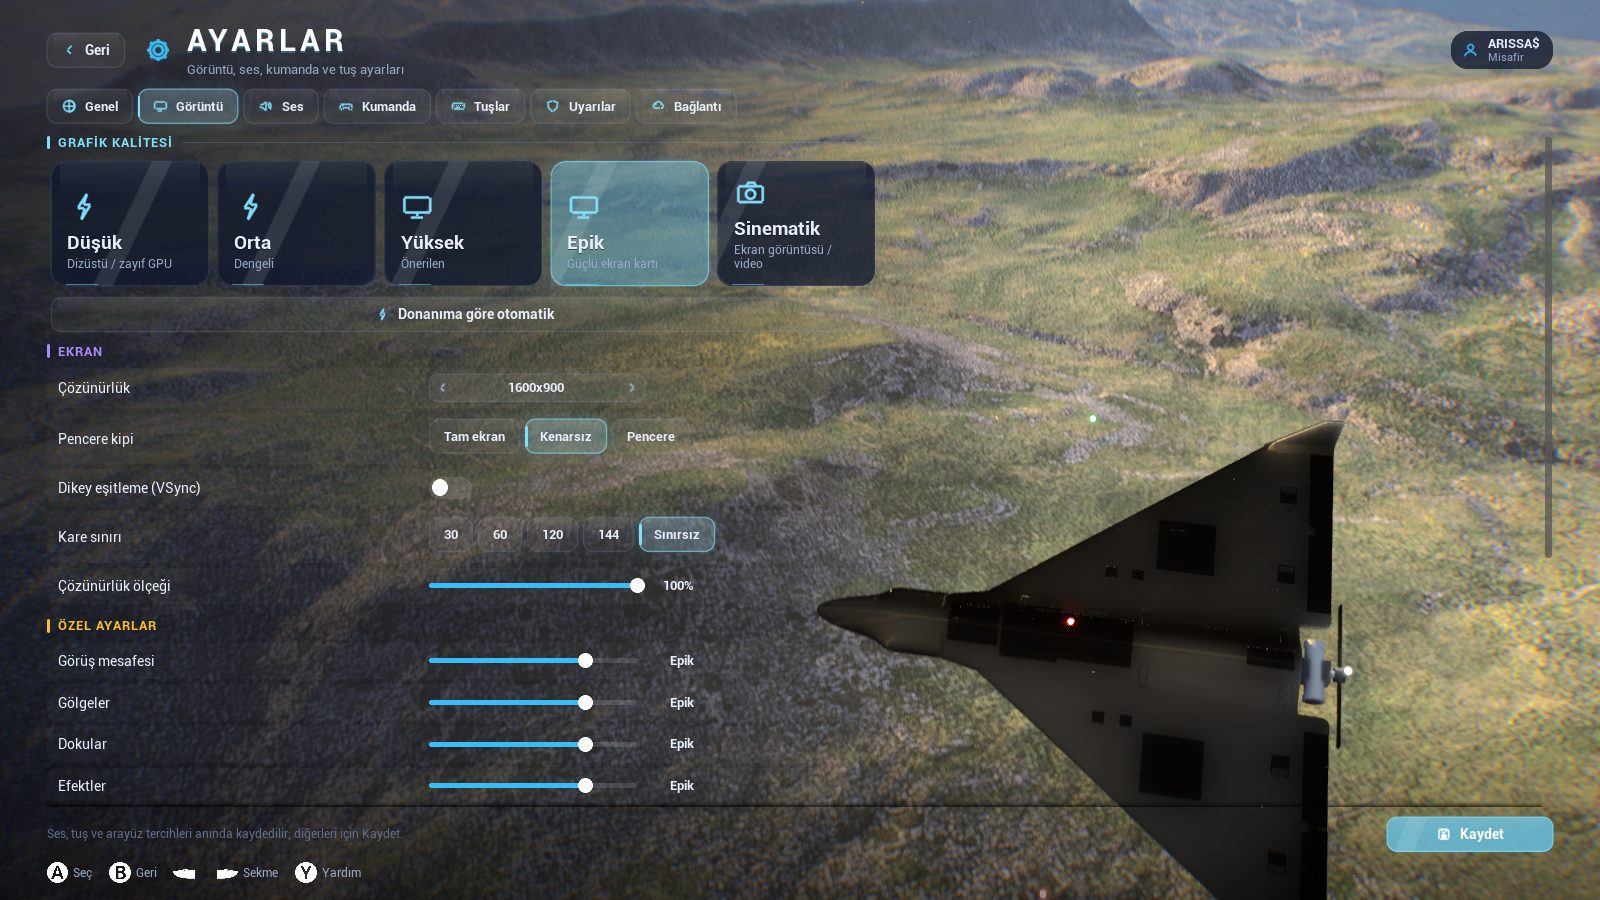 Geri
AYARLAR
Görüntü, ses, kumanda ve tuş ayarları
ARISSA$
Misafir
Genel
Görüntü
Ses
Kumanda
Tuşlar
Uyarılar
Bağlantı
GRAFİK KALİTESİ
Düşük
Dizüstü / zayıf GPU
Orta
Dengeli
Yüksek
Önerilen
Epik
Güçlü ekran kartı
Sinematik
Ekran görüntüsü /
video
Donanıma göre otomatik
EKRAN
Çözünürlük
1600x900
Pencere kipi
Tam ekran
Kenarsız
Pencere
Dikey eşitleme (VSync)
Kare sınırı
30
60
120
144
Sınırsız
Çözünürlük ölçeği
100%
ÖZEL AYARLAR
Görüş mesafesi
Epik
Gölgeler
Epik
Dokular
Epik
Efektler
Epik
Ses, tuş ve arayüz tercihleri anında kaydedilir; diğerleri için Kaydet.
Kaydet
A Seç
B Geri
Sekme
Y Yardım